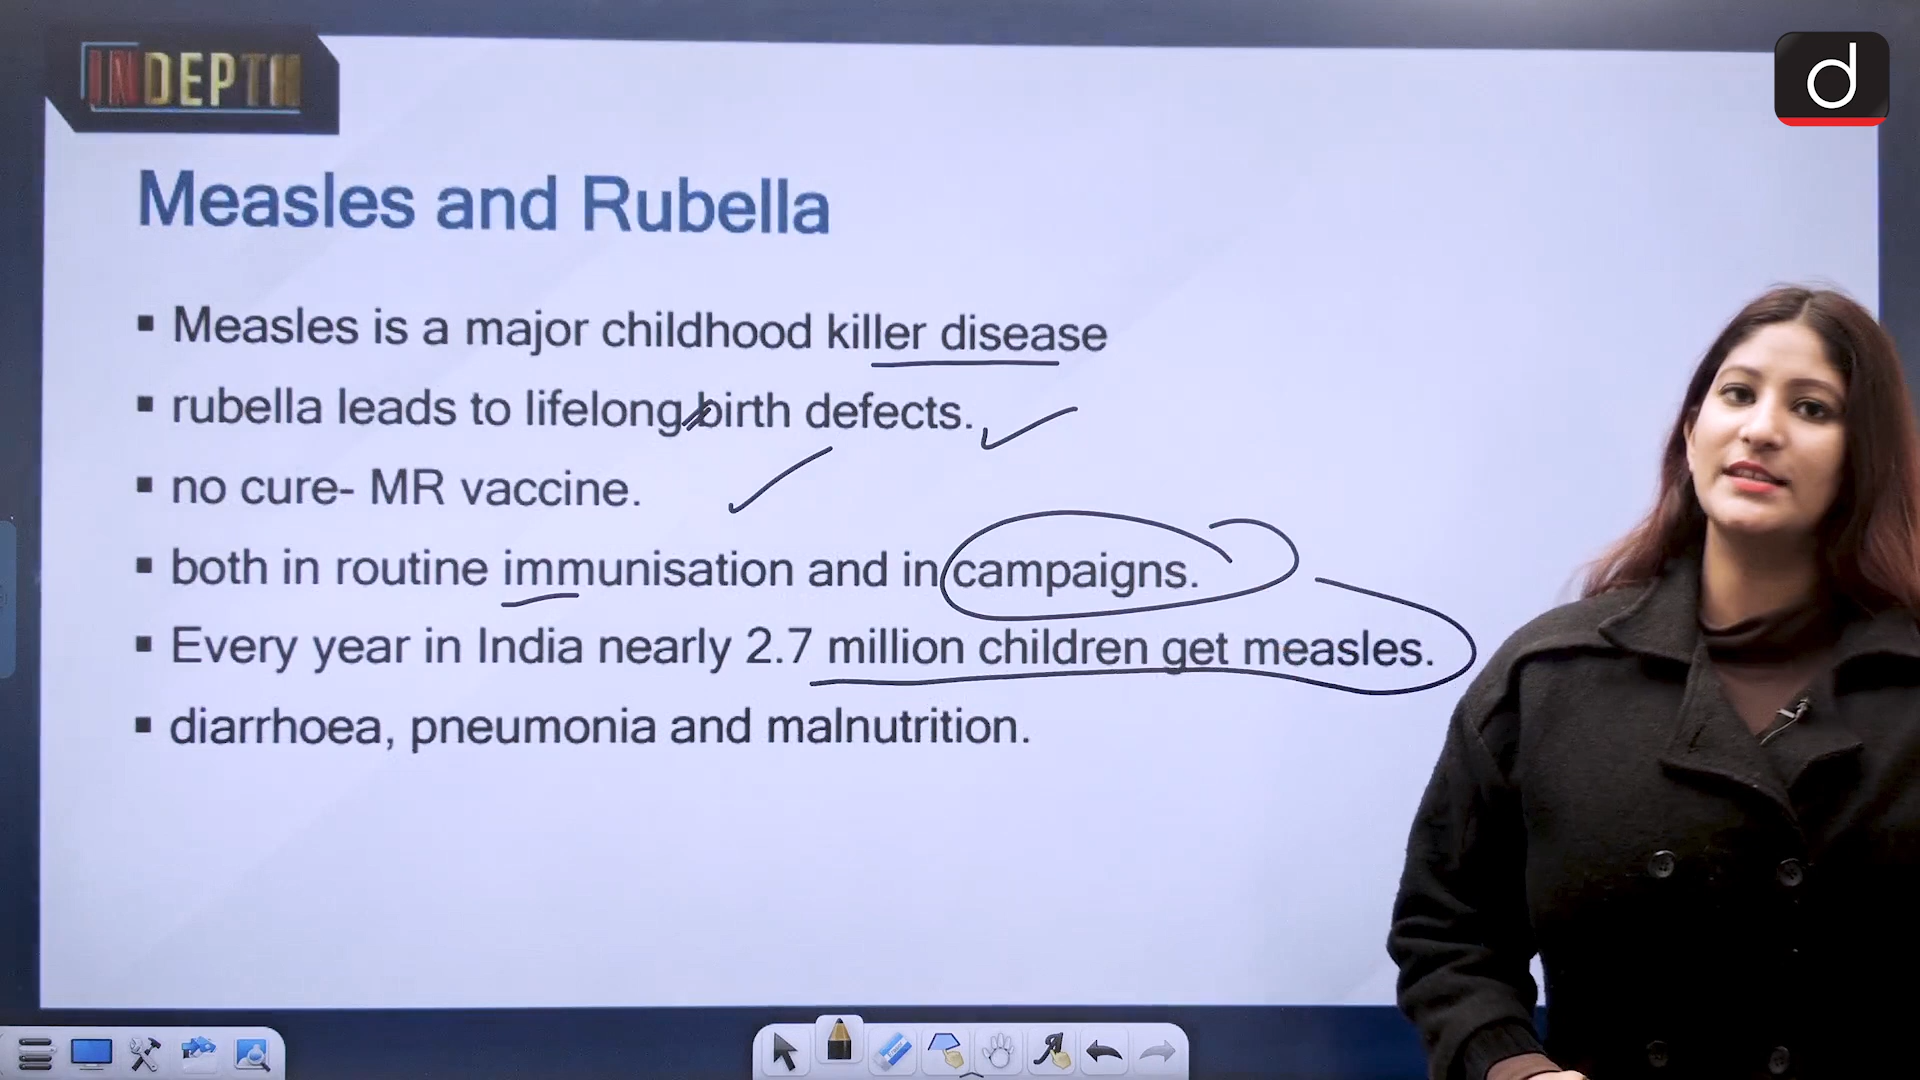 INDEPTH
d
Measles and Rubella
▪ Measles is a major childhood killer disease
▪ rubella leads to lifelong birth defects.
▪ no cure- MR vaccine.
▪ both in routine immunisation and in campaigns.
▪ Every year in India nearly 2.7 million children get measles.
▪ diarrhoea, pneumonia and malnutrition.